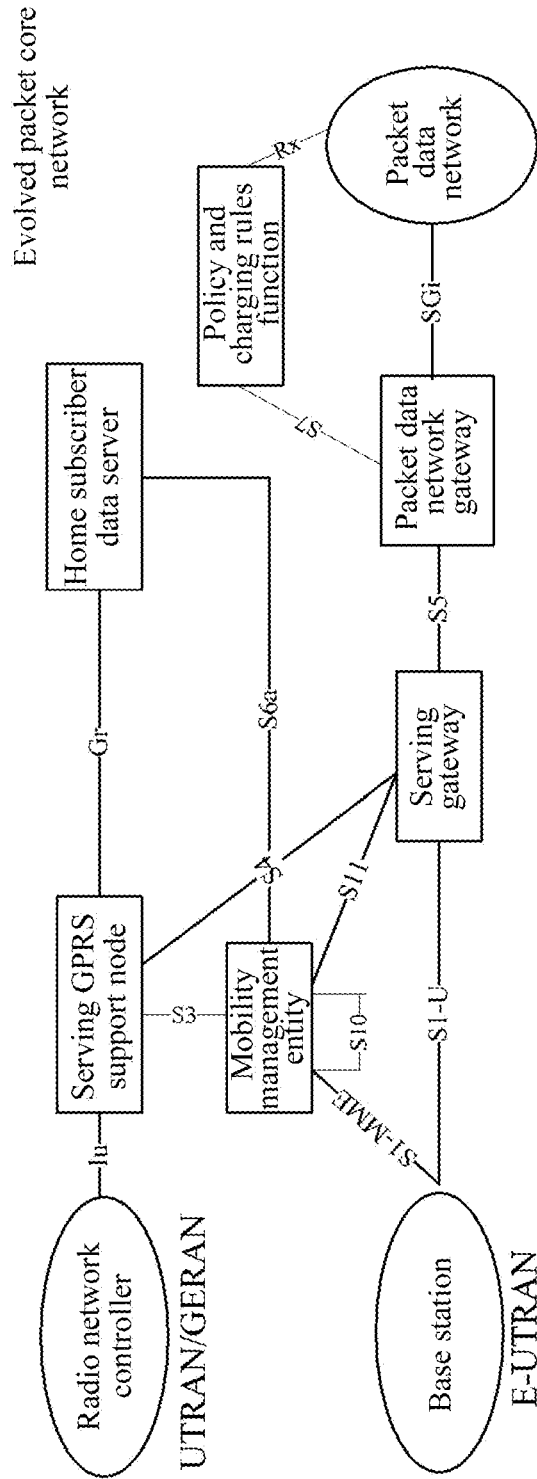 Evolved packet core
network
Home subscriber
data server
Gr
Serving GPRS
support node
Iu
Radio network
controller
UTRAN/GERAN
Policy and
charging rules
function
Rx
S7
S6a
S4
S3
Mobility
management
entity
S10
S11
S1-MME
Packet
data
network
SGi
Packet data
network
gateway
S5
Serving
gateway
S1-U
Base station
E-UTRAN